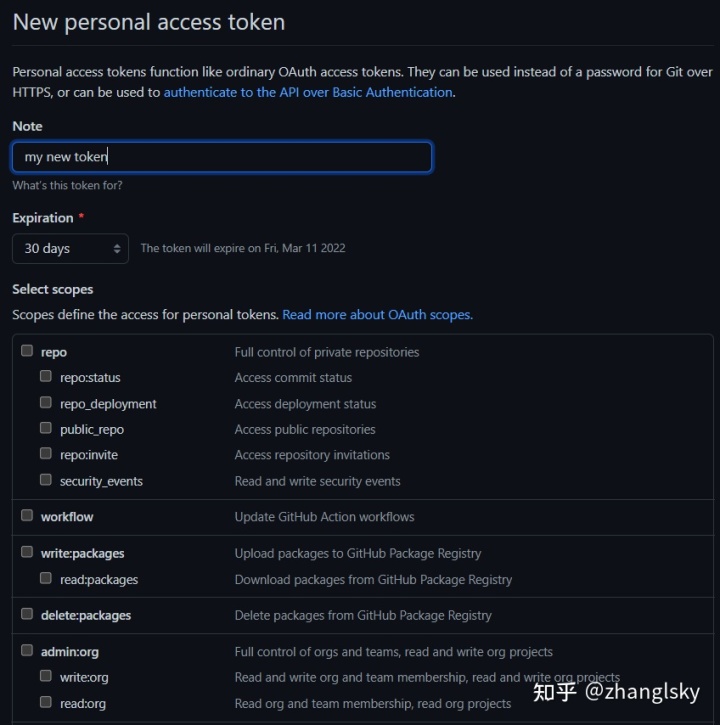 New personal access token
Personal access tokens function like ordinary OAuth access tokens. They can be used instead of a password for Git over
HTTPS, or can be used to authenticate to the API over Basic Authentication.
Note
my new token
What's this token for?
Expiration *
30 days The token will expire on Fri, Mar 11 2022
Select scopes
Scopes define the access for personal tokens. Read more about OAuth scopes.
repo Full control of private repositories
repo:status Access commit status
repo_deployment Access deployment status
public_repo Access public repositories
repo:invite Access repository invitations
security_events Read and write security events
workflow Update GitHub Action workflows
write:packages Upload packages to GitHub Package Registry
read:packages Download packages from GitHub Package Registry
delete:packages Delete packages from GitHub Package Registry
admin:org Full control of orgs and teams, read and write org projects
write:org Read and write org and team membership, read and write org projects
read:org Read org and team membership, read org projects
知乎 @zhanglsky